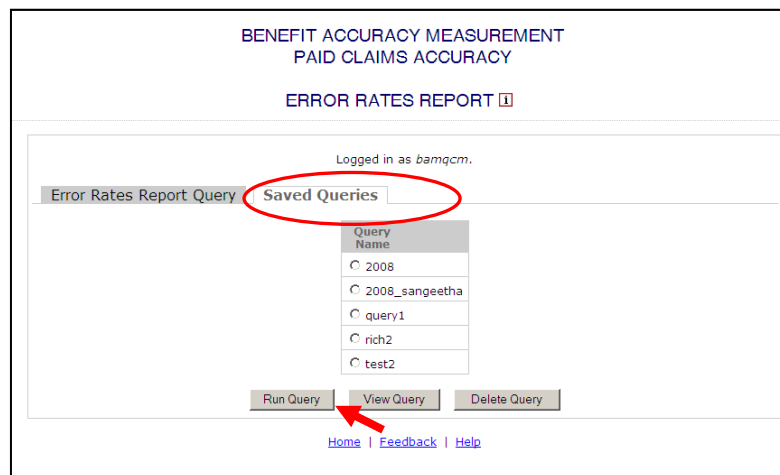 BENEFIT ACCURACY MEASUREMENT
PAID CLAIMS ACCURACY
ERROR RATES REPORT i
Logged in as bamqcm.
Error Rates Report Query Saved Queries
Query
Name
2008
2008_sangeetha
query1
rich2
test2
Run Query View Query Delete Query
Home | Feedback | Help